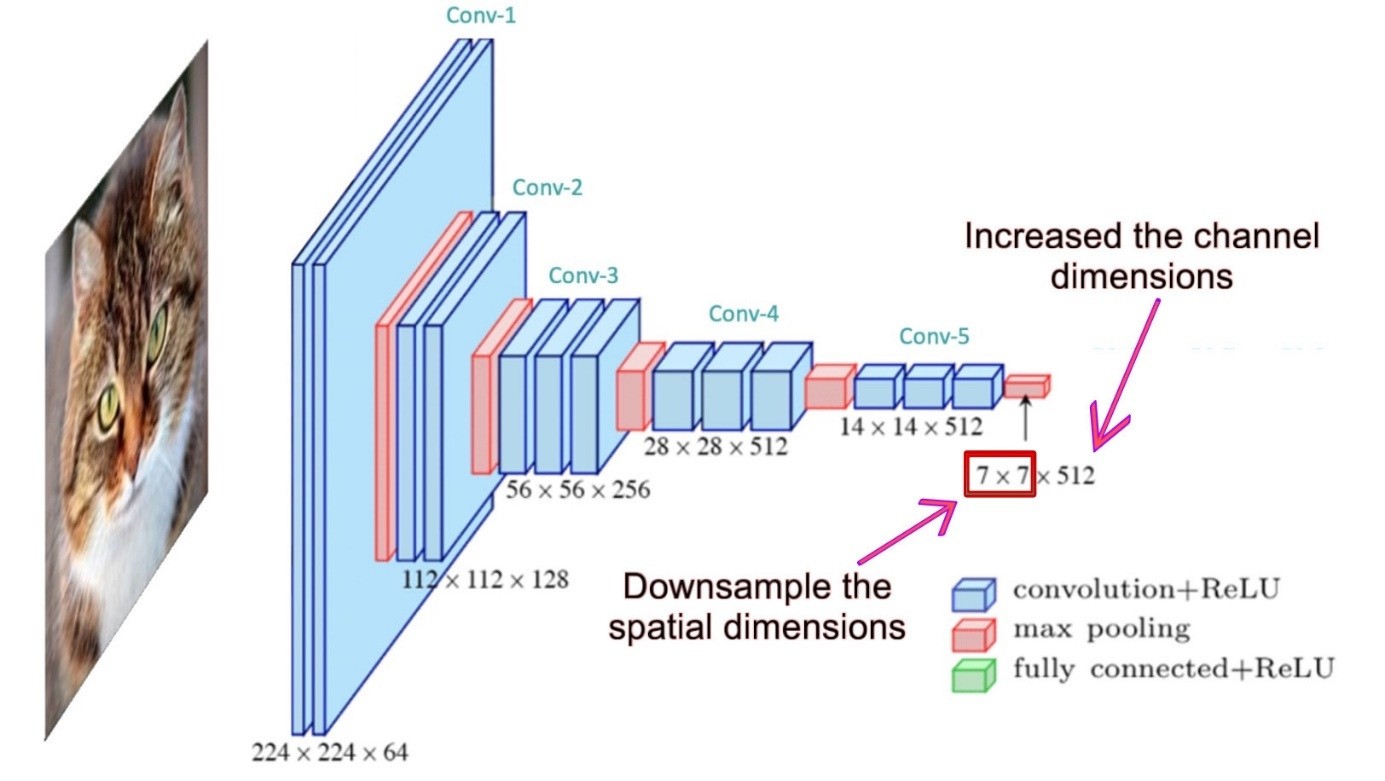 Conv-1
Conv-2
Conv-3
Conv-4
Conv-5
Increased the channel
dimensions
28 × 28 × 512
14 × 14 × 512
7 × 7 × 512
56 × 56 × 256
112 × 112 × 128
Downsample the
spatial dimensions
convolution+ReLU
max pooling
fully connected+ReLU
224 × 224 × 64